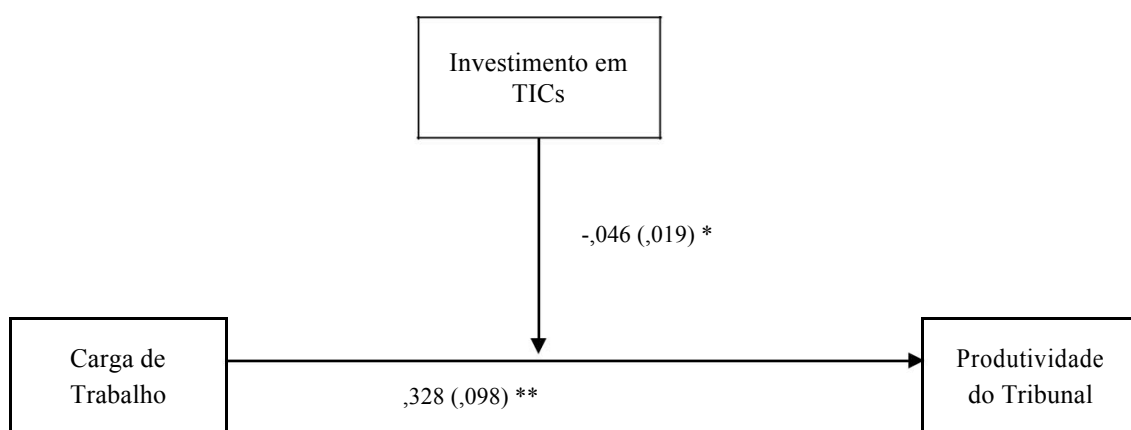 Investimento em
TICs
-,046 (,019) *
Carga de
Trabalho
,328 (,098) **
Produtividade
do Tribunal